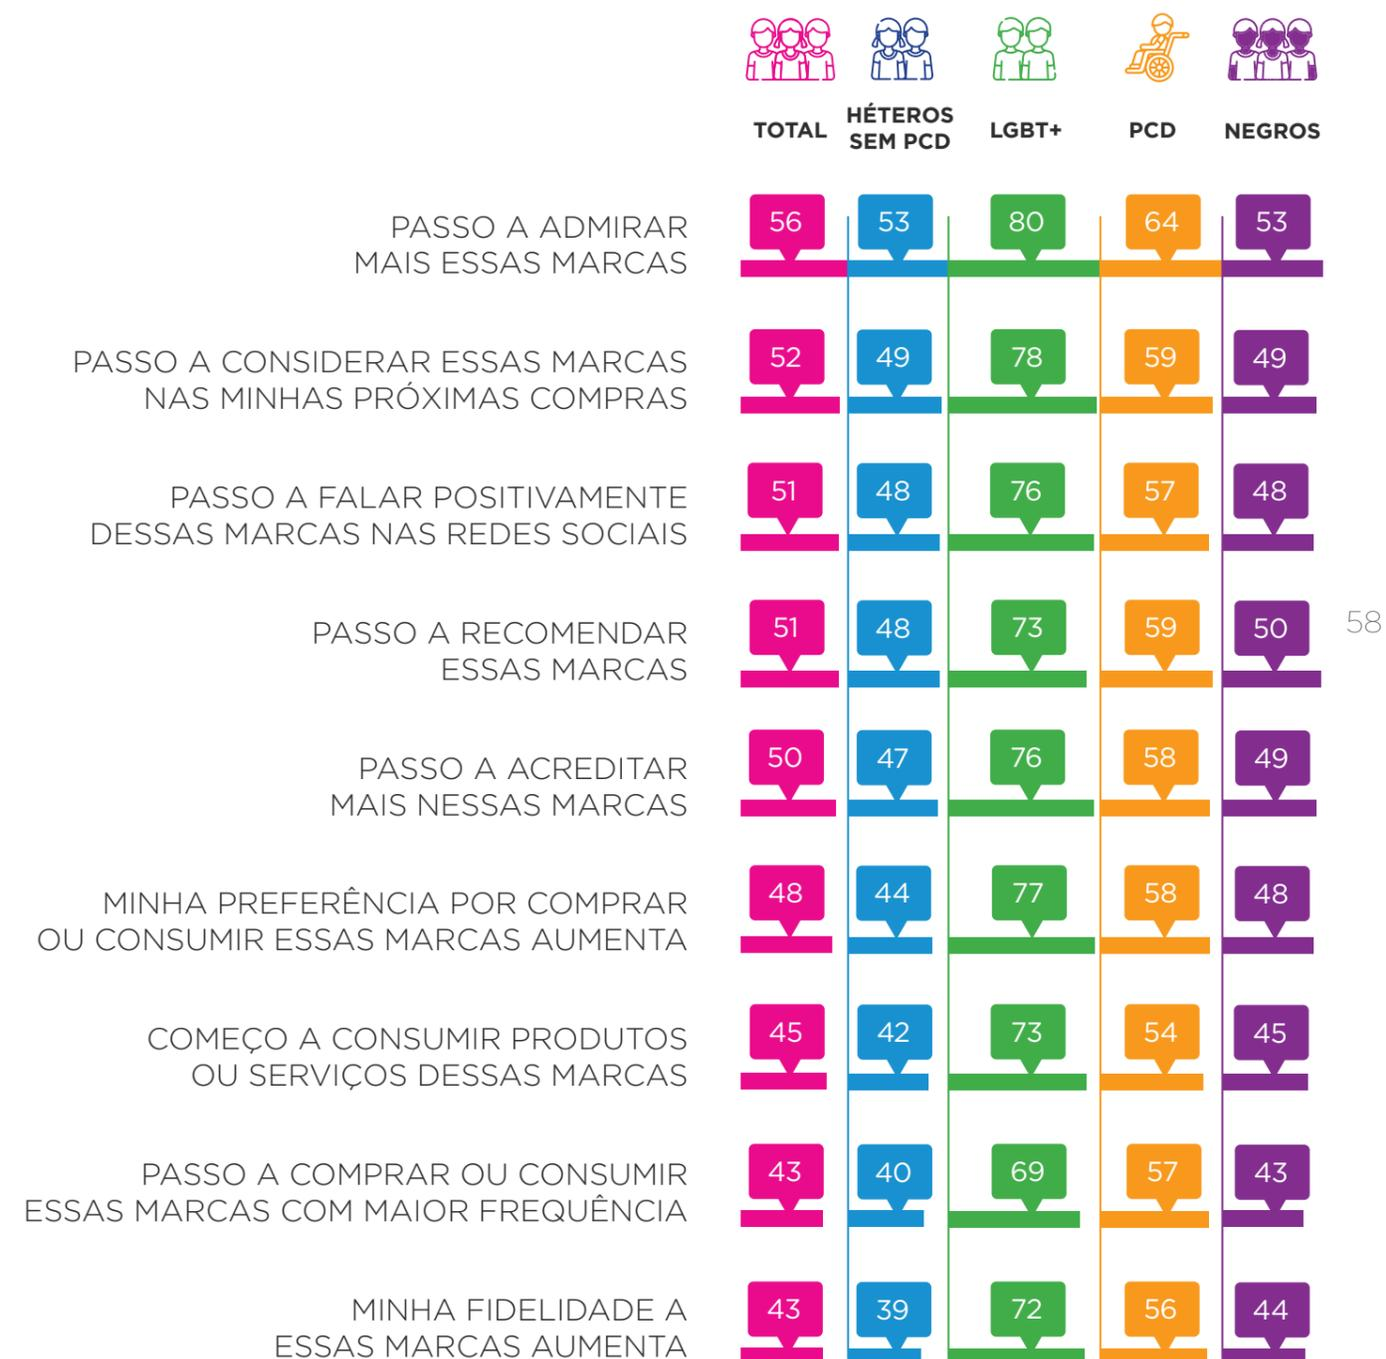 TOTAL
HÉTEROS
SEM PCD
LGBT+
PCD
NEGROS
PASSO A ADMIRAR
MAIS ESSAS MARCAS
56 53 80 64 53
PASSO A CONSIDERAR ESSAS MARCAS
NAS MINHAS PRÓXIMAS COMPRAS
52 49 78 59 49
PASSO A FALAR POSITIVAMENTE
DESSAS MARCAS NAS REDES SOCIAIS
51 48 76 57 48
PASSO A RECOMENDAR
ESSAS MARCAS
51 48 73 59 50
58
PASSO A ACREDITAR
MAIS NESSAS MARCAS
50 47 76 58 49
MINHA PREFERÊNCIA POR COMPRAR
OU CONSUMIR ESSAS MARCAS AUMENTA
48 44 77 58 48
COMEÇO A CONSUMIR PRODUTOS
OU SERVIÇOS DESSAS MARCAS
45 42 73 54 45
PASSO A COMPRAR OU CONSUMIR
ESSAS MARCAS COM MAIOR FREQUÊNCIA
43 40 69 57 43
MINHA FIDELIDADE A
ESSAS MARCAS AUMENTA
43 39 72 56 44